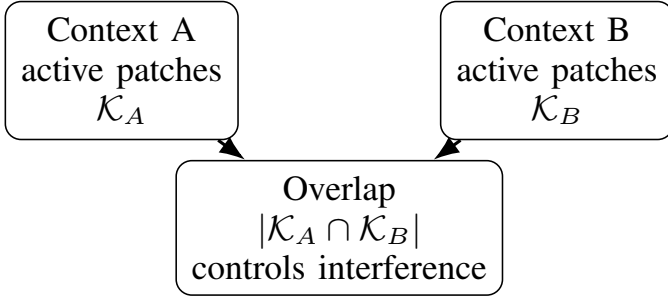 Context A
active patches
𝒦_A
Context B
active patches
𝒦_B
Overlap
|𝒦_A ∩ 𝒦_B|
controls interference